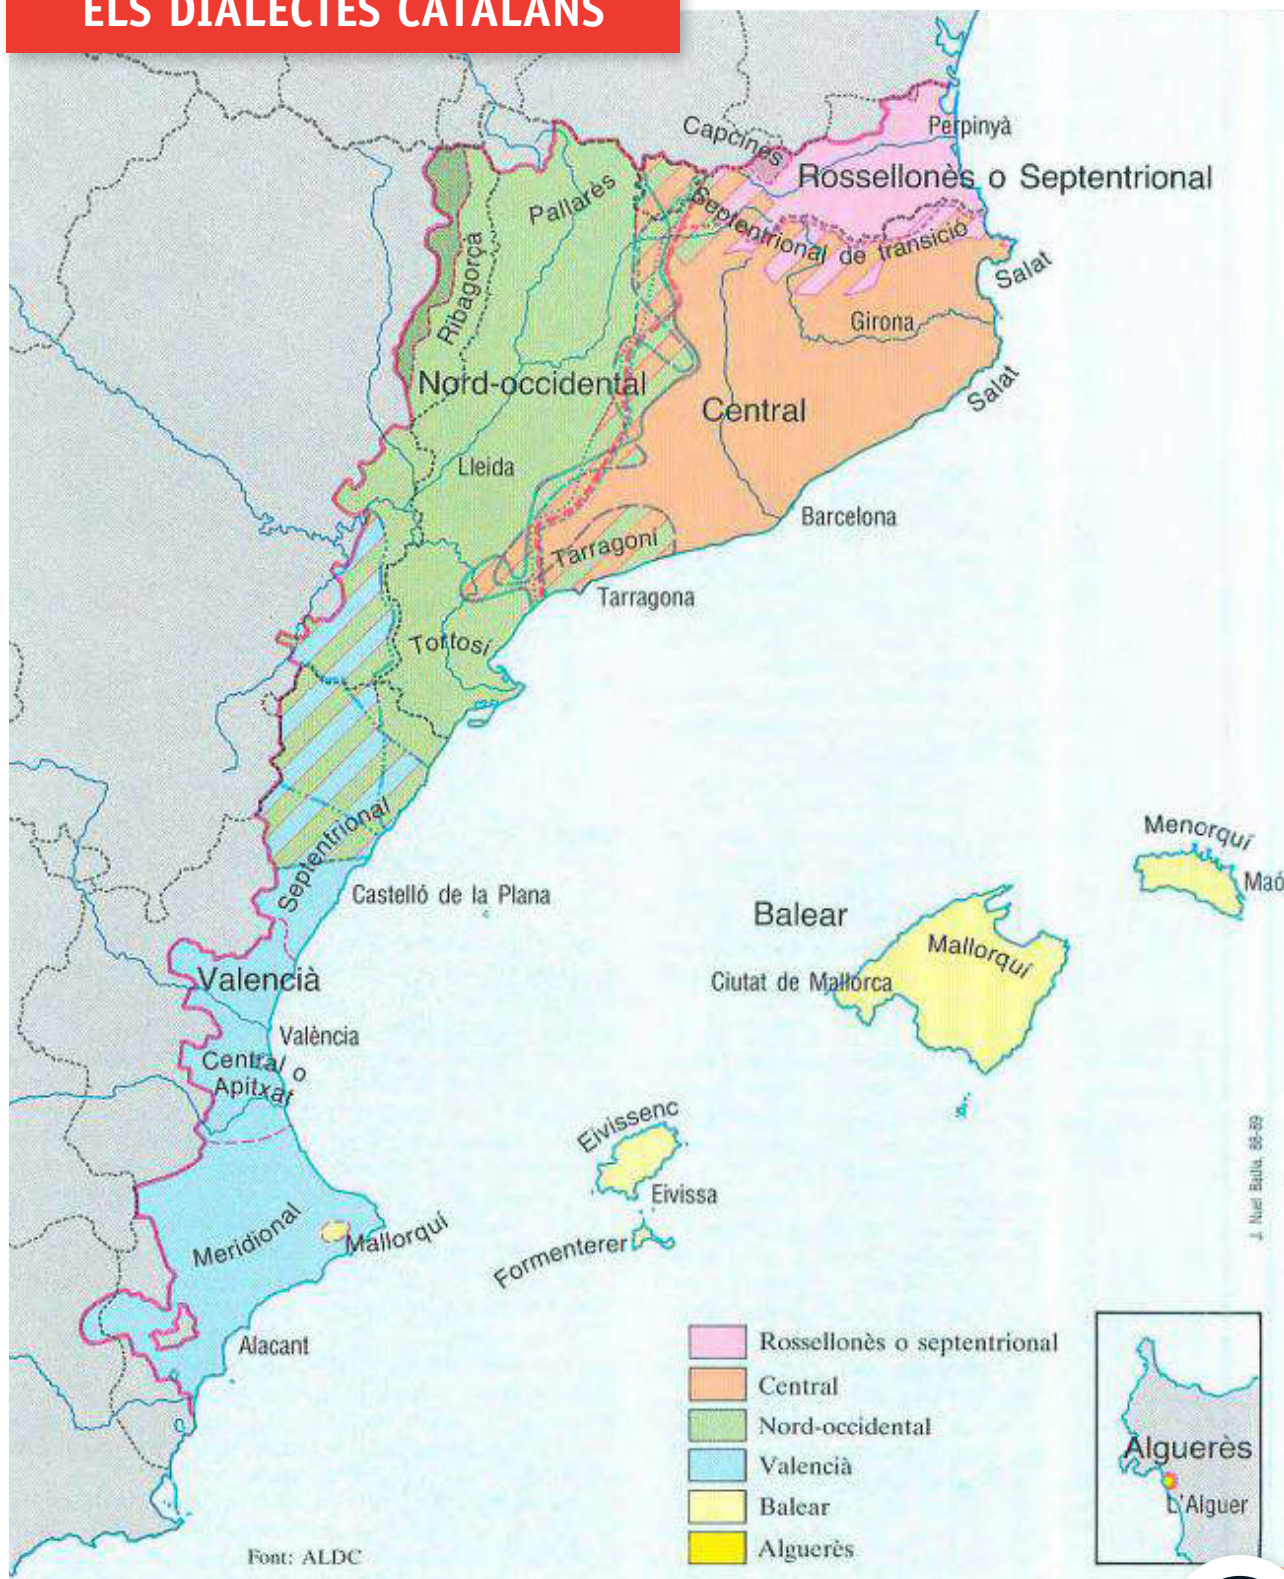 ELS DIALECTES CATALANS
Capcinès
Perpinyà
Rossellonès o Septentrional
Pallarès
Septentrional de transició
Ribagorça
Salat
Girona
Nord-occidental
Salat
Central
Lleida
Barcelona
Tarragoní
Tarragona
Tortosí
Septentrional
Castelló de la Plana
Menorquí
Maó
Balear
Mallorquí
Ciutat de Mallorca
Valencià
València
Central o
Apitxat
Eivissenc
Eivissa
Formenterer
Meridional
Mallorquí
Alacant
Rossellonès o septentrional
Central
Nord-occidental
Valencià
Balear
Alguerès
Alguerès
L'Alguer
Font: ALDC